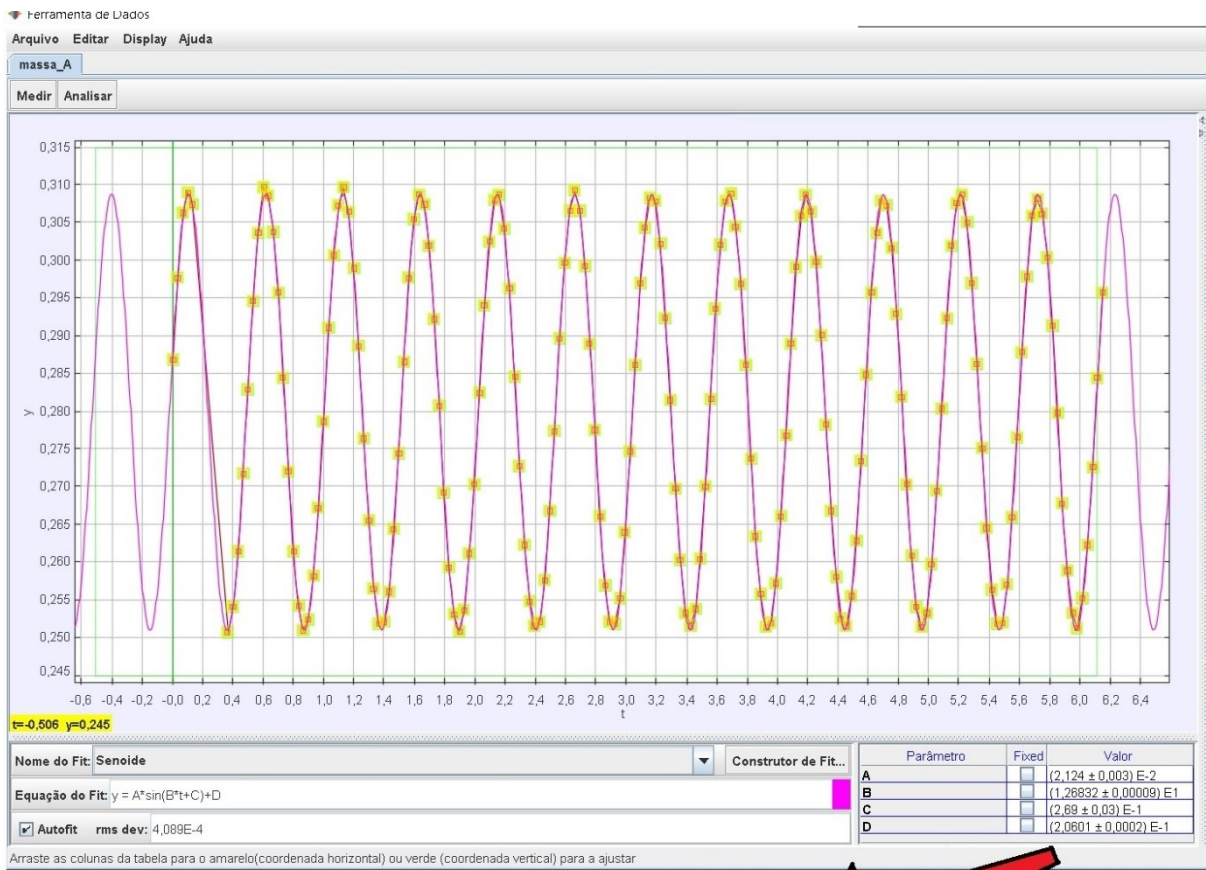 Ferramenta de Dados
Arquivo Editar Display Ajuda
massa_A
Medir Analisar
0,315
0,310
0,305
0,300
0,295
0,290
0,285
0,280
0,275
0,270
0,265
0,260
0,255
0,250
0,245
y
-0,6 -0,4 -0,2 -0,0 0,2 0,4 0,6 0,8 1,0 1,2 1,4 1,6 1,8 2,0 2,2 2,4 2,6 2,8 3,0 3,2 3,4 3,6 3,8 4,0 4,2 4,4 4,6 4,8 5,0 5,2 5,4 5,6 5,8 6,0 6,2 6,4
t
t=-0,506 y=0,245
Nome do Fit: Senoide Construtor de Fit...
Equação do Fit: y = A*sin(B*t+C)+D
Autofit rms dev: 4,089E-4
Parâmetro Fixed Valor
A (2,124 ± 0,003) E-2
B (1,26832 ± 0,00009) E1
C (2,69 ± 0,03) E-1
D (2,0601 ± 0,0002) E-1
Arraste as colunas da tabela para o amarelo(coordenada horizontal) ou verde (coordenada vertical) para a ajustar